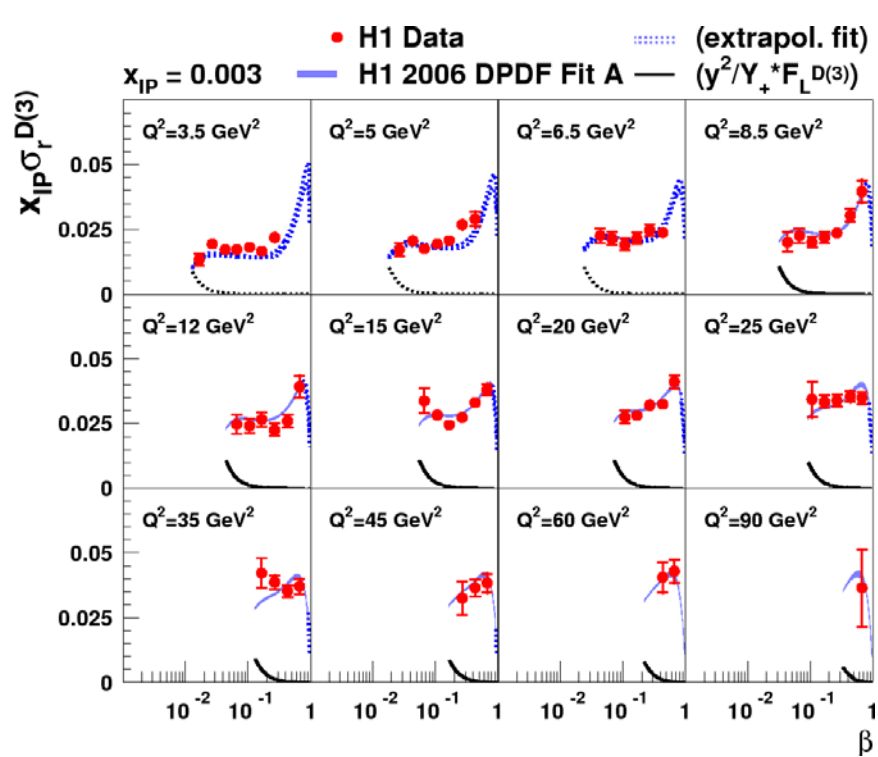 H1 Data (extrapol. fit)
x_IP = 0.003 H1 2006 DPDF Fit A (y²/Y₊*F_L^D(3))
x_IP σ_r^D(3)
Q²=3.5 GeV² Q²=5 GeV² Q²=6.5 GeV² Q²=8.5 GeV²
0.05
0.025
0
Q²=12 GeV² Q²=15 GeV² Q²=20 GeV² Q²=25 GeV²
0.05
0.025
0
Q²=35 GeV² Q²=45 GeV² Q²=60 GeV² Q²=90 GeV²
0.05
0.025
0
10⁻² 10⁻¹ 1 10⁻² 10⁻¹ 1 10⁻² 10⁻¹ 1 10⁻² 10⁻¹ 1
β